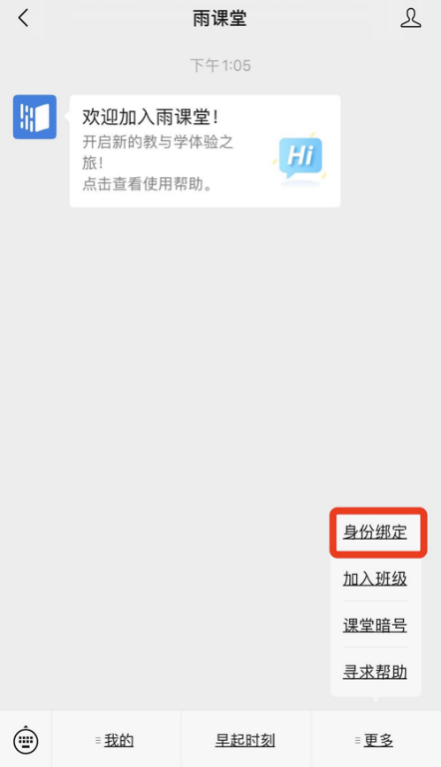 雨课堂
下午1:05
欢迎加入雨课堂！
开启新的教与学体验之
旅！
点击查看使用帮助。
Hi
身份绑定
加入班级
课堂暗号
寻求帮助
我的
早起时刻
更多